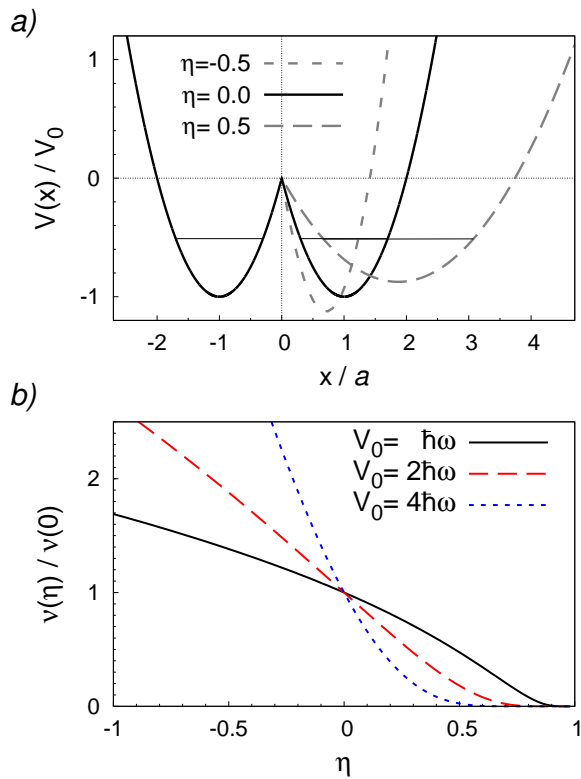 a)
V(x) / V₀
1
0
-1
η=-0.5
η= 0.0
η= 0.5
-2 -1 0 1 2 3 4
x / a
b)
ν(η) / ν(0)
2
1
0
V₀= ħω
V₀= 2ħω
V₀= 4ħω
-1 -0.5 0 0.5 1
η